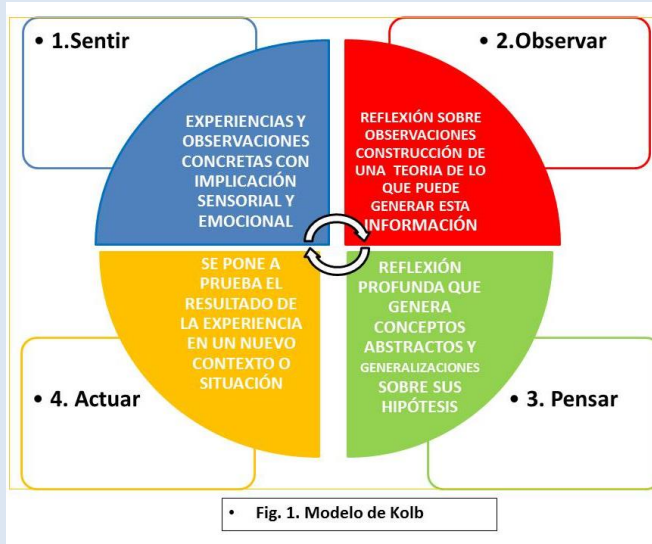 • 1.Sentir
• 2.Observar
EXPERIENCIAS Y
OBSERVACIONES
CONCRETAS CON
IMPLICACIÓN
SENSORIAL Y
EMOCIONAL
REFLEXIÓN SOBRE
OBSERVACIONES
CONSTRUCCIÓN DE
UNA TEORIA DE LO
QUE PUEDE
GENERAR ESTA
INFORMACIÓN
SE PONE A
PRUEBA EL
RESULTADO DE
LA EXPERIENCIA
EN UN NUEVO
CONTEXTO O
SITUACIÓN
REFLEXIÓN
PROFUNDA QUE
GENERA
CONCEPTOS
ABSTRACTOS Y
GENERALIZACIONES
SOBRE SUS
HIPÓTESIS
• 4. Actuar
• 3. Pensar
• Fig. 1. Modelo de Kolb